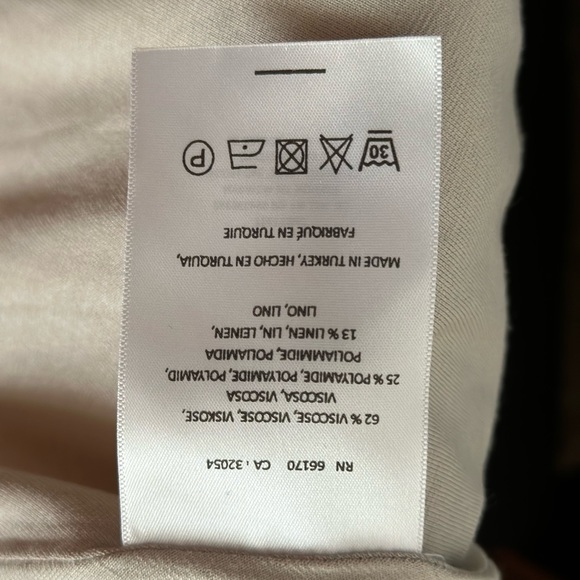 RN 66170 CA : 32054
62 % VISCOSE, VISCOSE, VISKOSE,
VISCOSA, VISCOSA
25 % POLYAMIDE, POLYAMIDE, POLYAMID,
POLIAMMIDE, POLIAMIDA
13 % LINEN, LIN, LEINEN,
LINO, LINO
MADE IN TURKEY, HECHO EN TURQUIA,
FABRIQUÉ EN TURQUIE
30 P